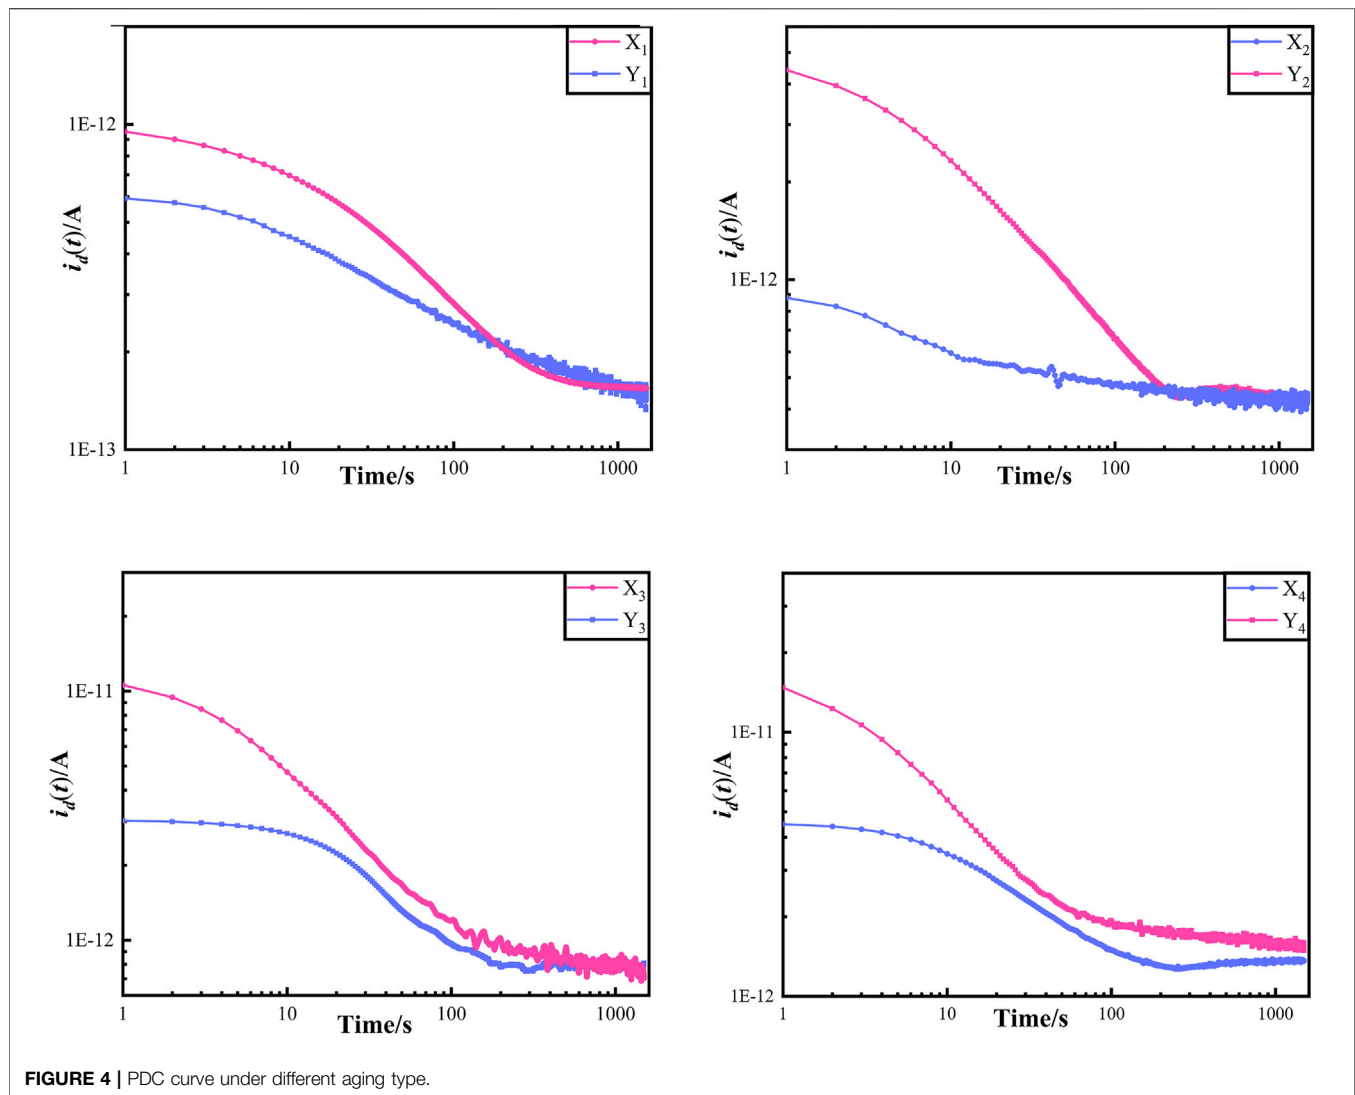 X1
Y1
1E-12
1E-13
id(t)/A
1
10
100
1000
Time/s
X2
Y2
1E-12
id(t)/A
1
10
100
1000
Time/s
X3
Y3
1E-11
1E-12
id(t)/A
1
10
100
1000
Time/s
X4
Y4
1E-11
1E-12
id(t)/A
1
10
100
1000
Time/s
FIGURE 4 | PDC curve under different aging type.